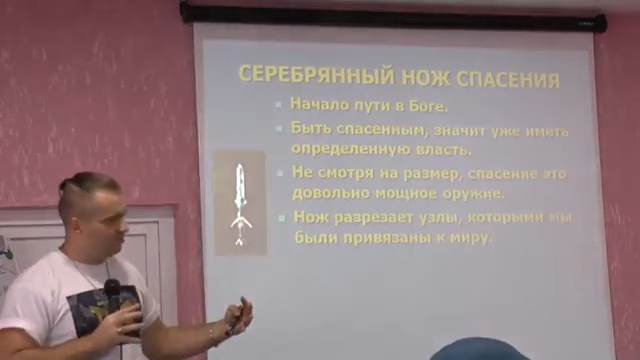 СЕРЕБРЯННЫЙ НОЖ СПАСЕНИЯ
Начало пути в Боге.
Быть спасенным, значит уже иметь
определенную власть.
Не смотря на размер, спасение это
довольно мощное оружие.
Нож разрезает узлы, которыми мы
были привязаны к миру.